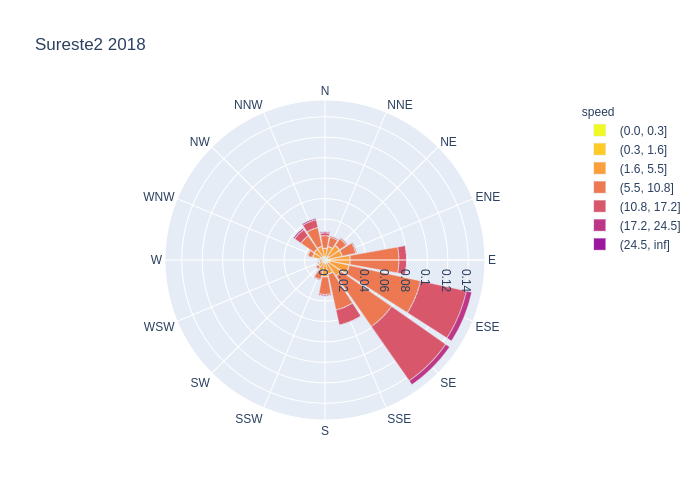 Sureste2 2018
N
NNE
NE
ENE
E
ESE
SE
SSE
S
SSW
SW
WSW
W
WNW
NW
NNW
0
0.02
0.04
0.06
0.08
0.1
0.12
0.14
speed
(0.0, 0.3]
(0.3, 1.6]
(1.6, 5.5]
(5.5, 10.8]
(10.8, 17.2]
(17.2, 24.5]
(24.5, inf]